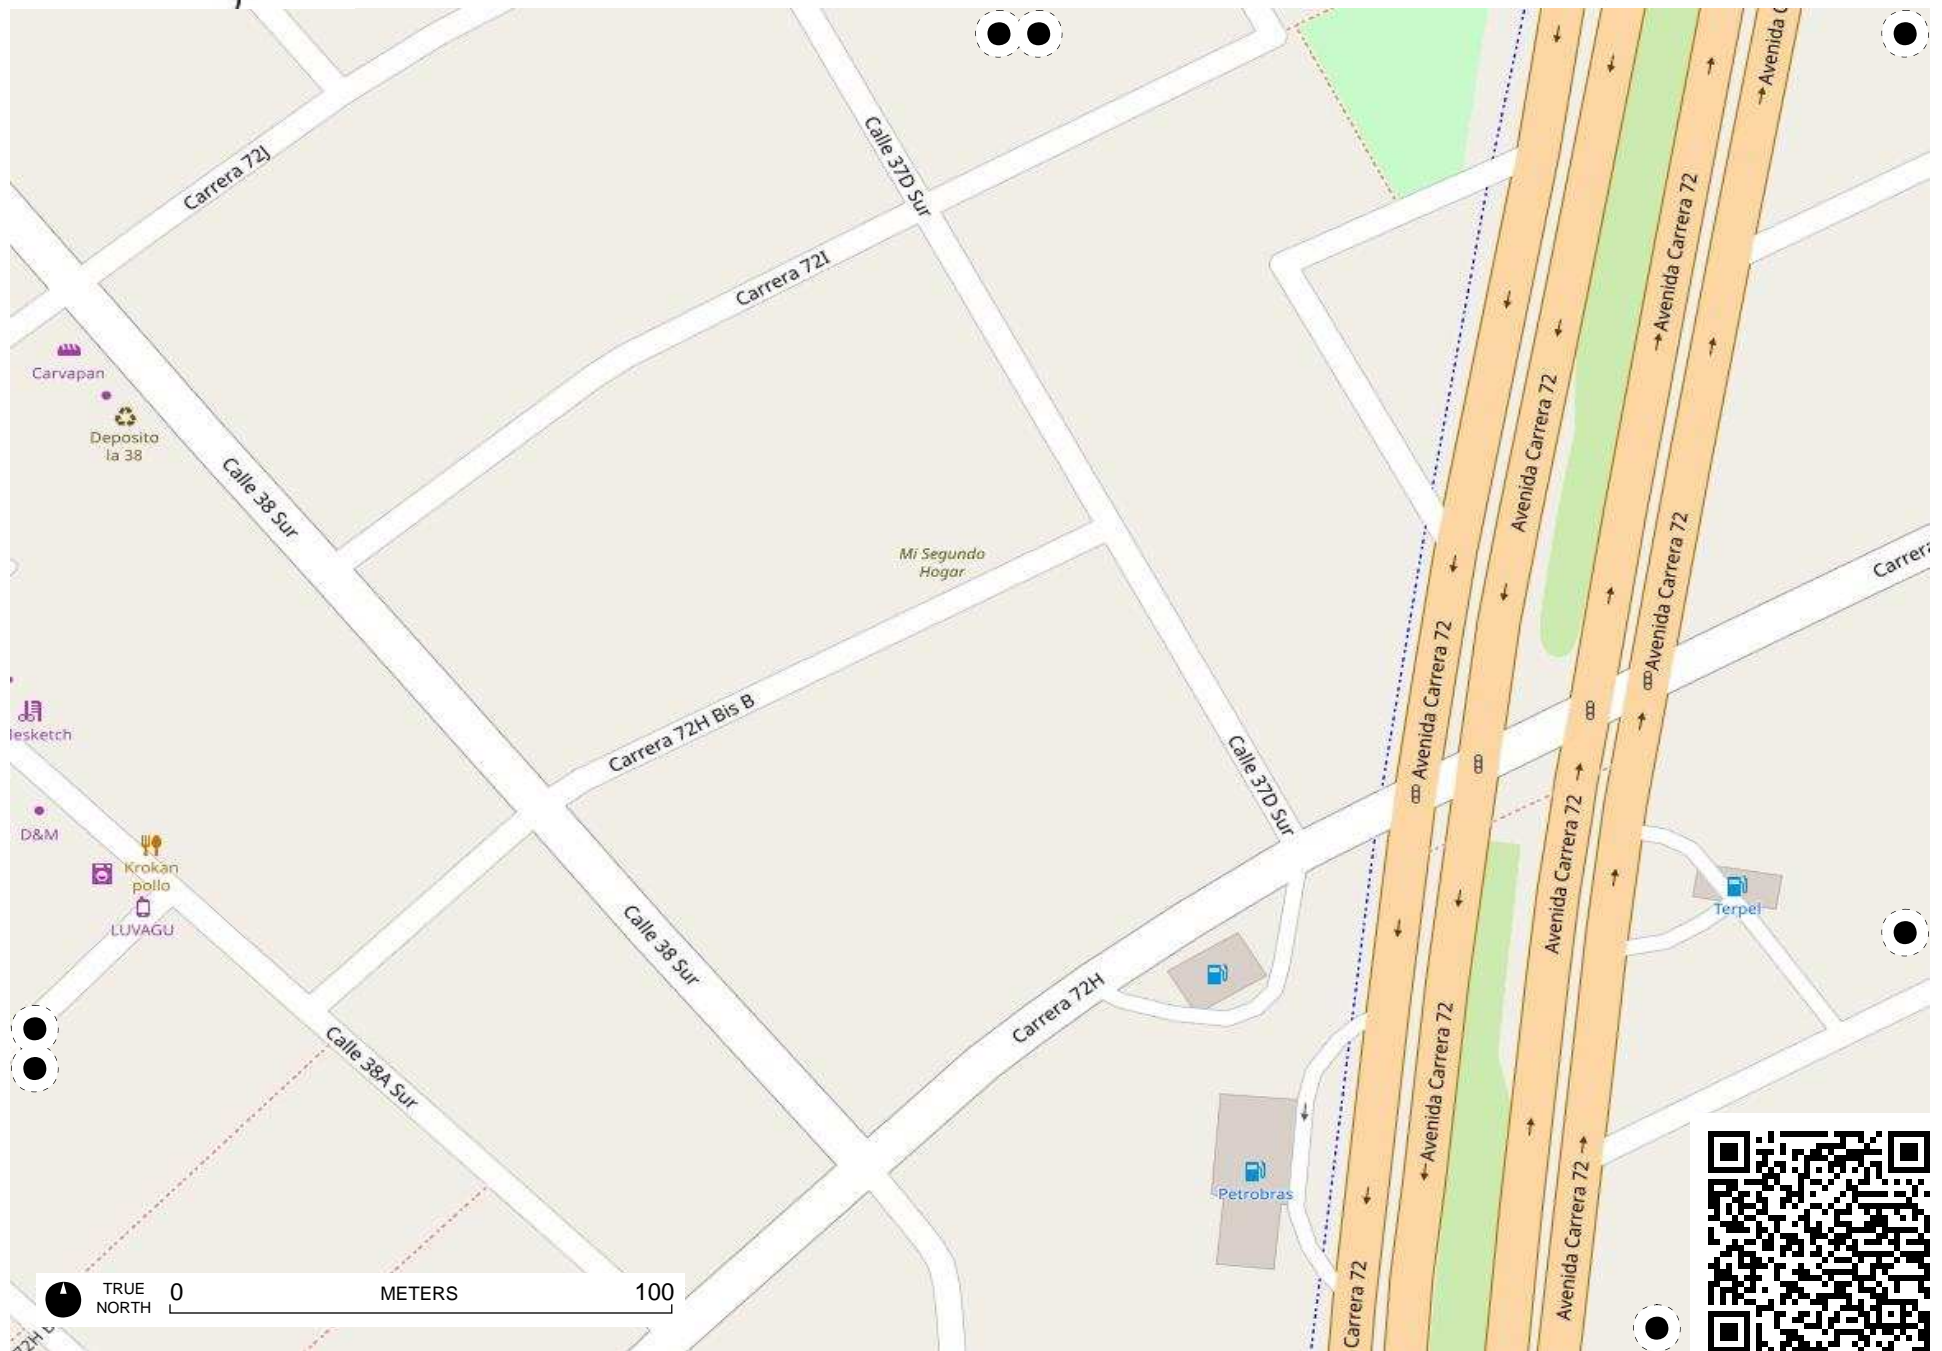 Avenida C
Calle 37D Sur
Carrera 72J
Avenida Carrera 72
Carrera 72I
Carvapan
Avenida Carrera 72
Deposito
la 38
Calle 38 Sur
Mi Segundo
Hogar
Avenida Carrera 72
Carrera
Avenida Carrera 72
Carrera 72H Bis B
lesketch
Calle 37D Sur
D&M
Krokan
pollo
Avenida Carrera 72
Terpel
LUVAGU
Calle 38 Sur
Carrera 72H
Calle 38A Sur
Avenida Carrera 72
Petrobras
Avenida Carrera 72
Carrera 72
TRUE
NORTH
0 METERS 100